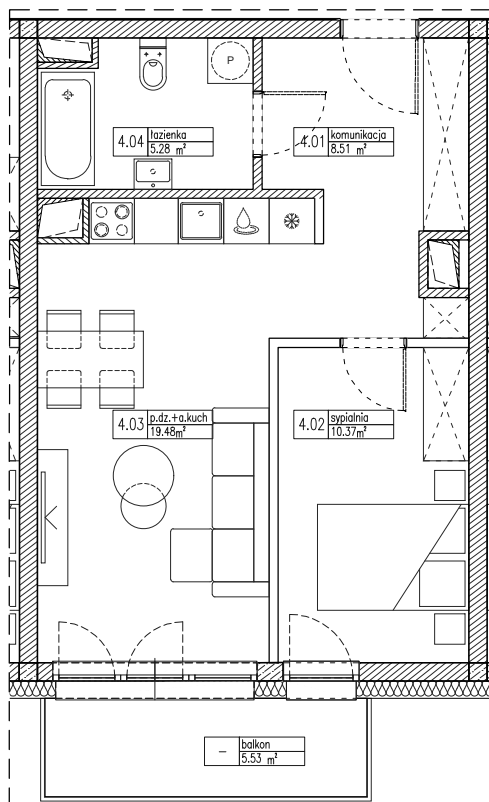 P
4.04 łazienka
5.28 m²
4.01 komunikacja
8.51 m²
4.03 p.dz.+a.kuch
19.48m²
4.02 sypialnia
10.37m²
– balkon
5.53 m²